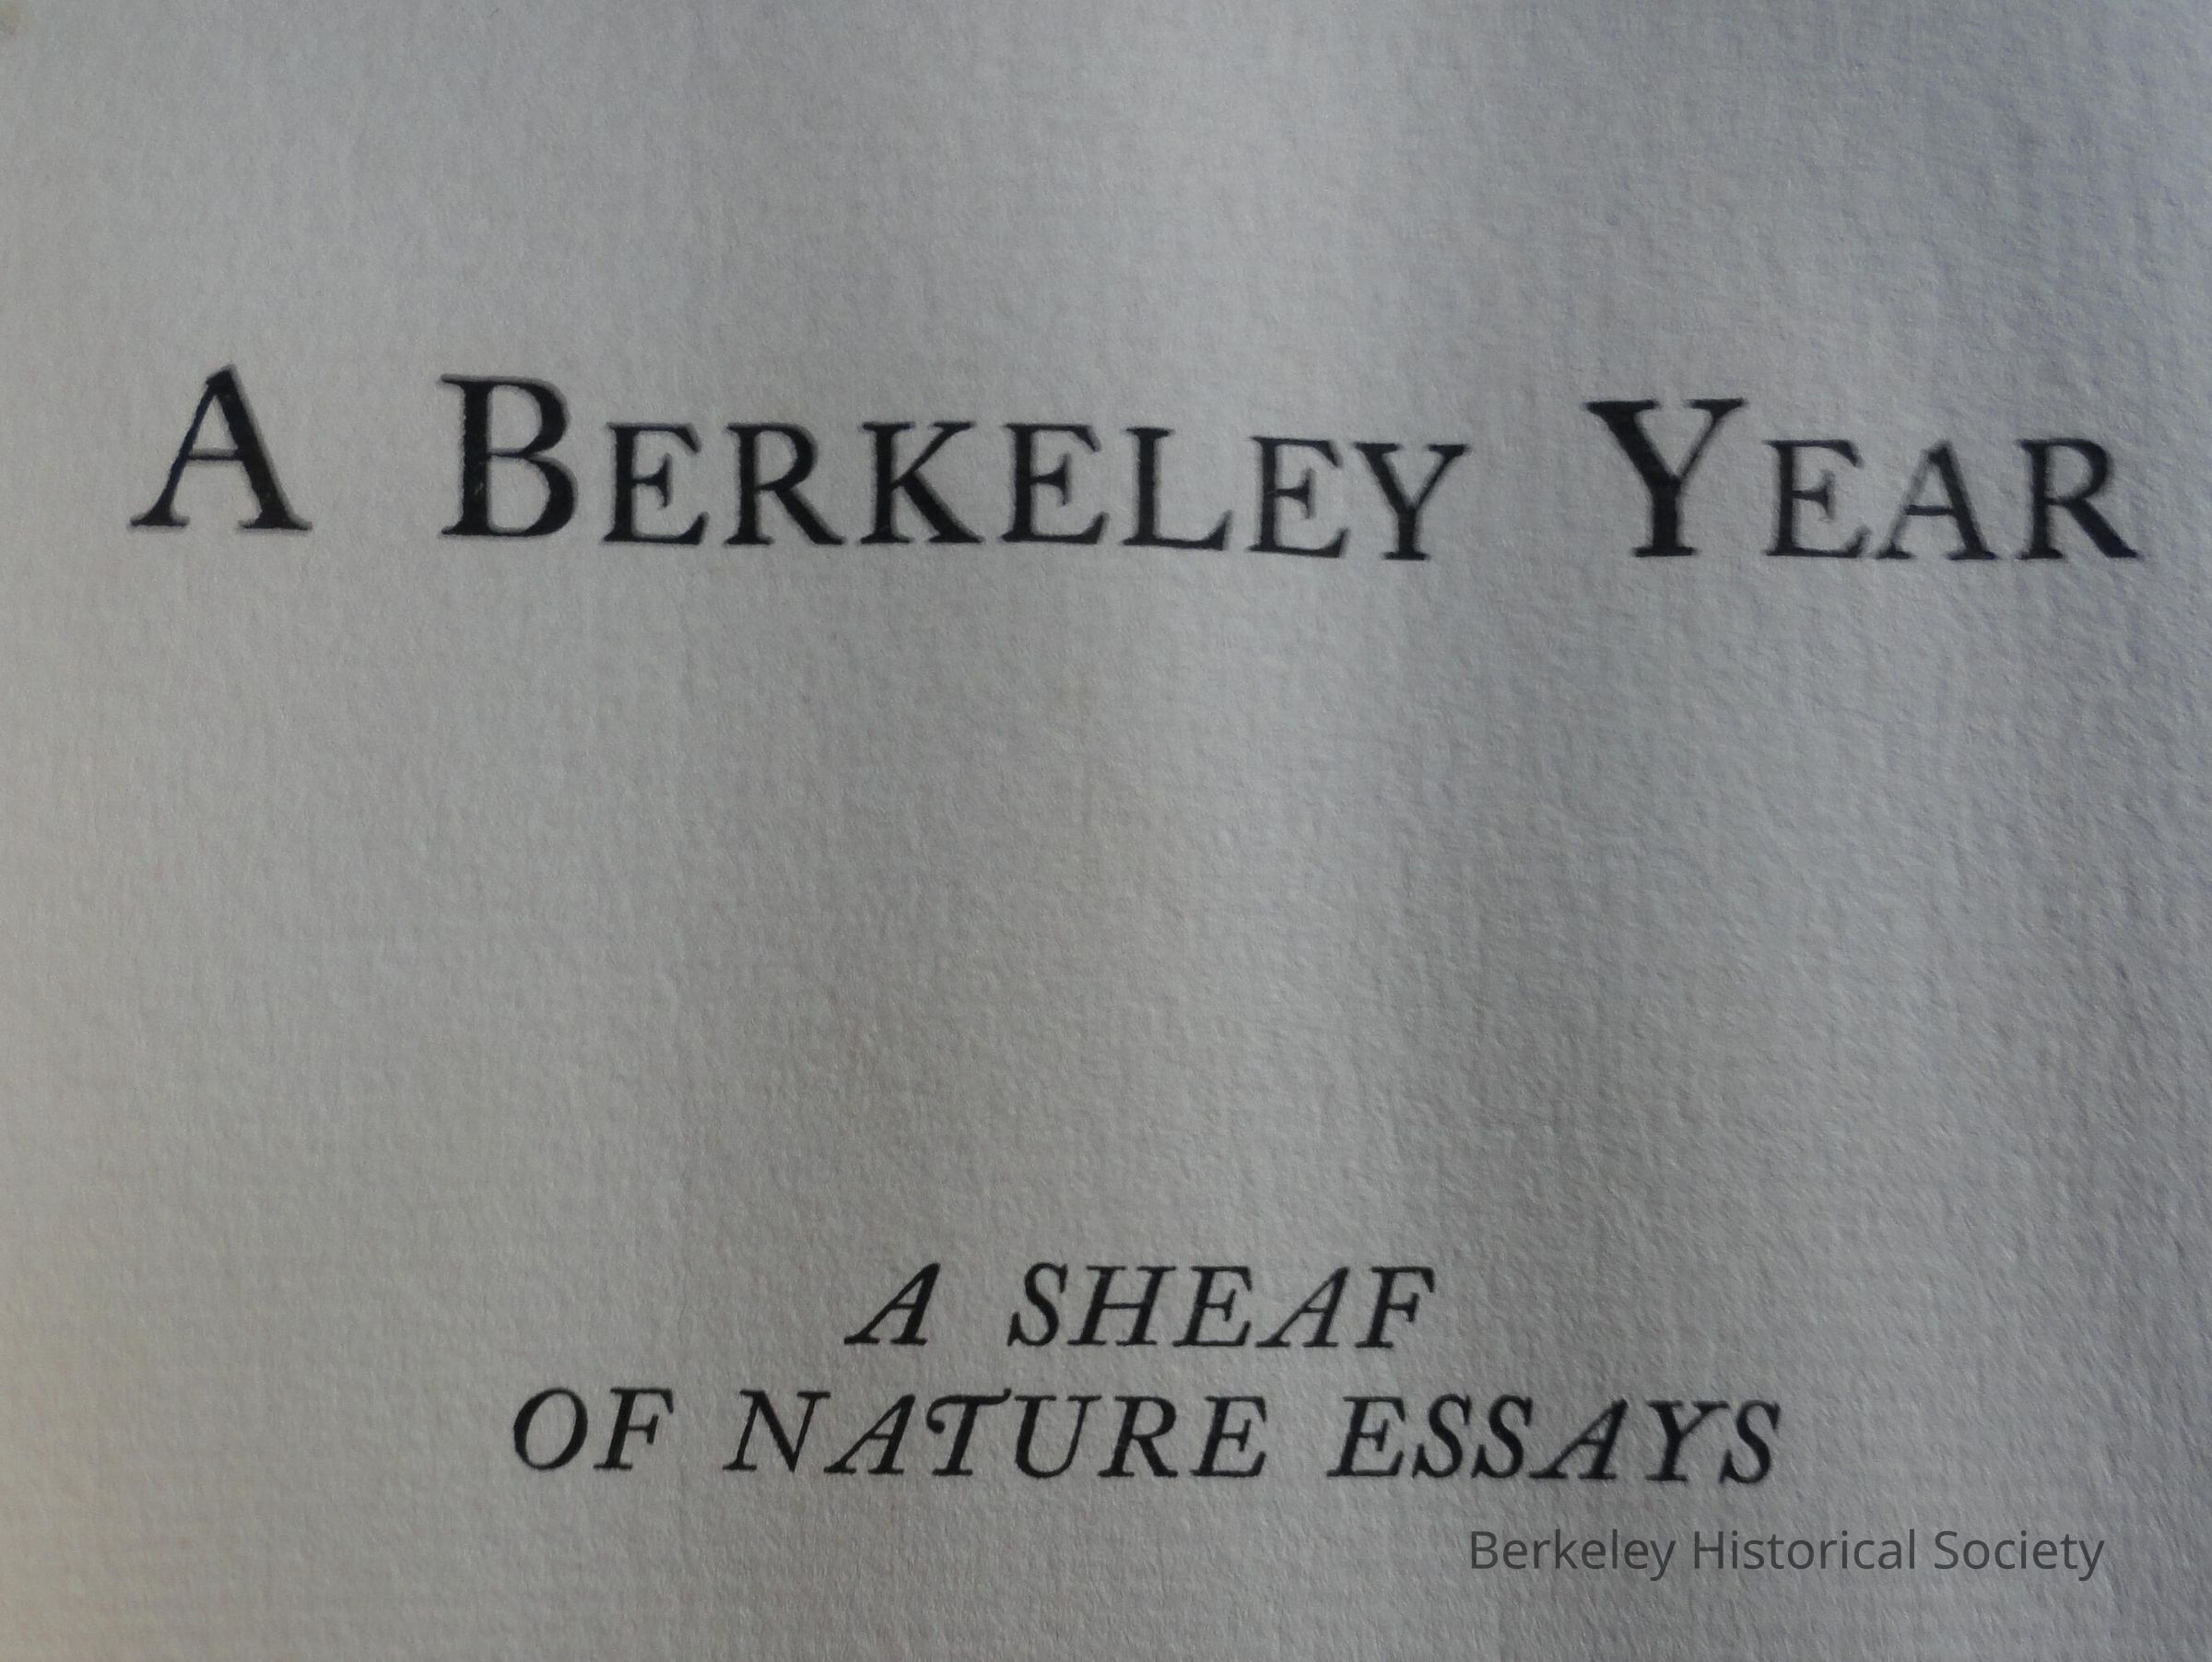 A BERKELEY YEAR
A SHEAF
OF NATURE ESSAYS
Berkeley Historical Society